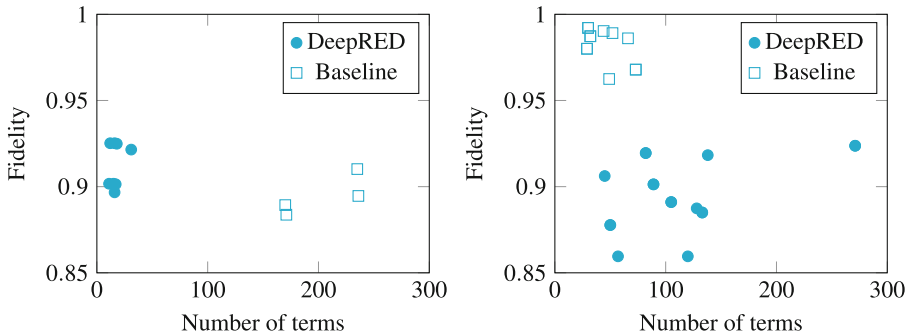 1
0.95
0.9
0.85
Fidelity
0
100
200
300
Number of terms
DeepRED
Baseline
1
0.95
0.9
0.85
Fidelity
0
100
200
300
Number of terms
DeepRED
Baseline